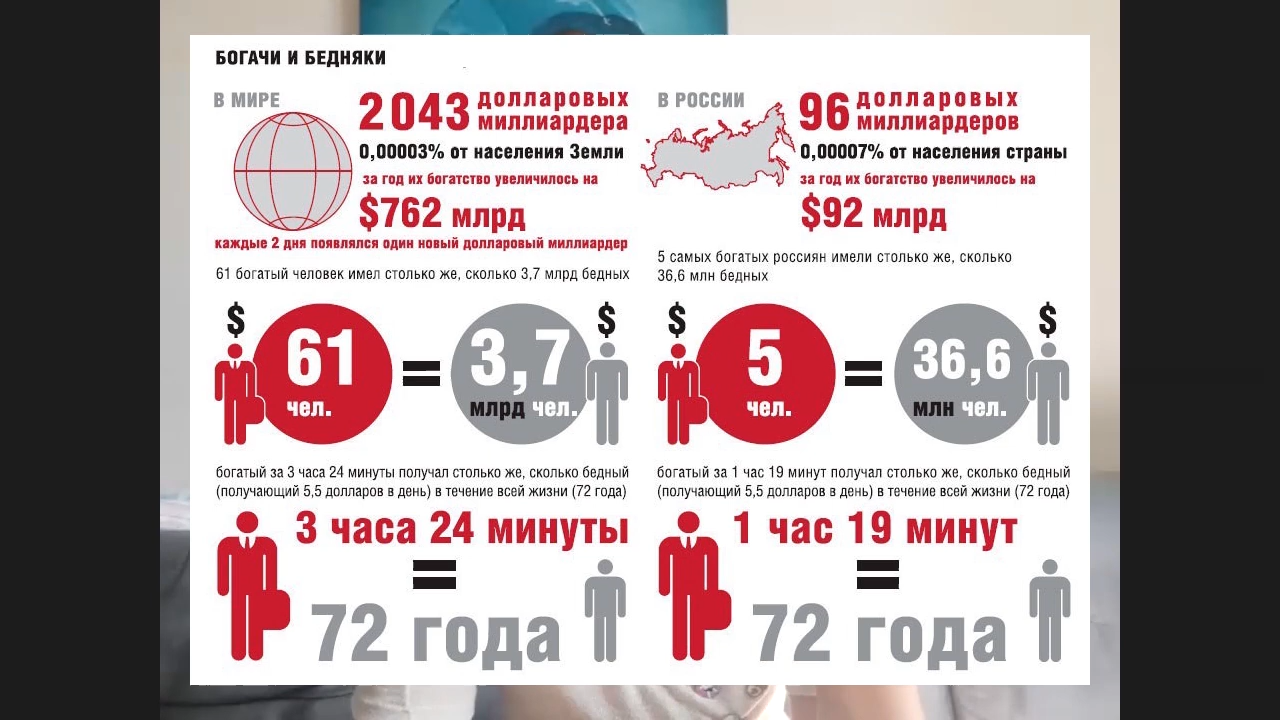 БОГАЧИ И БЕДНЯКИ
В МИРЕ
2043 долларовых
миллиардера
0,00003% от населения Земли
за год их богатство увеличилось на
$762 млрд
каждые 2 дня появлялся один новый долларовый миллиардер
61 богатый человек имел столько же, сколько 3,7 млрд бедных
$
61
чел.
=
3,7
млрд чел.
$
богатый за 3 часа 24 минуты получал столько же, сколько бедный
(получающий 5,5 долларов в день) в течение всей жизни (72 года)
3 часа 24 минуты
=
72 года
В РОССИИ
96 долларовых
миллиардеров
0,00007% от населения страны
за год их богатство увеличилось на
$92 млрд
5 самых богатых россиян имели столько же, сколько
36,6 млн бедных
$
5
чел.
=
36,6
млн чел.
$
богатый за 1 час 19 минут получал столько же, сколько бедный
(получающий 5,5 долларов в день) в течение всей жизни (72 года)
1 час 19 минут
=
72 года